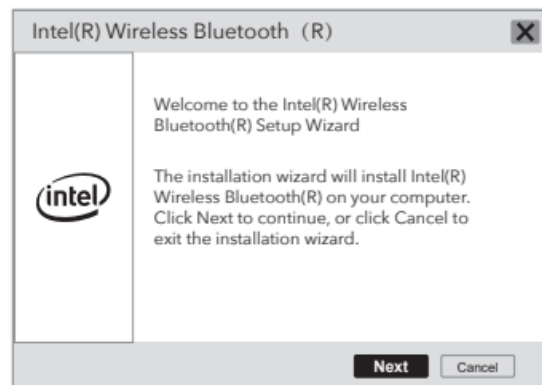 Intel(R) Wireless Bluetooth (R)
Welcome to the Intel(R) Wireless
Bluetooth(R) Setup Wizard
The installation wizard will install Intel(R)
Wireless Bluetooth(R) on your computer.
Click Next to continue, or click Cancel to
exit the installation wizard.
intel
Next
Cancel